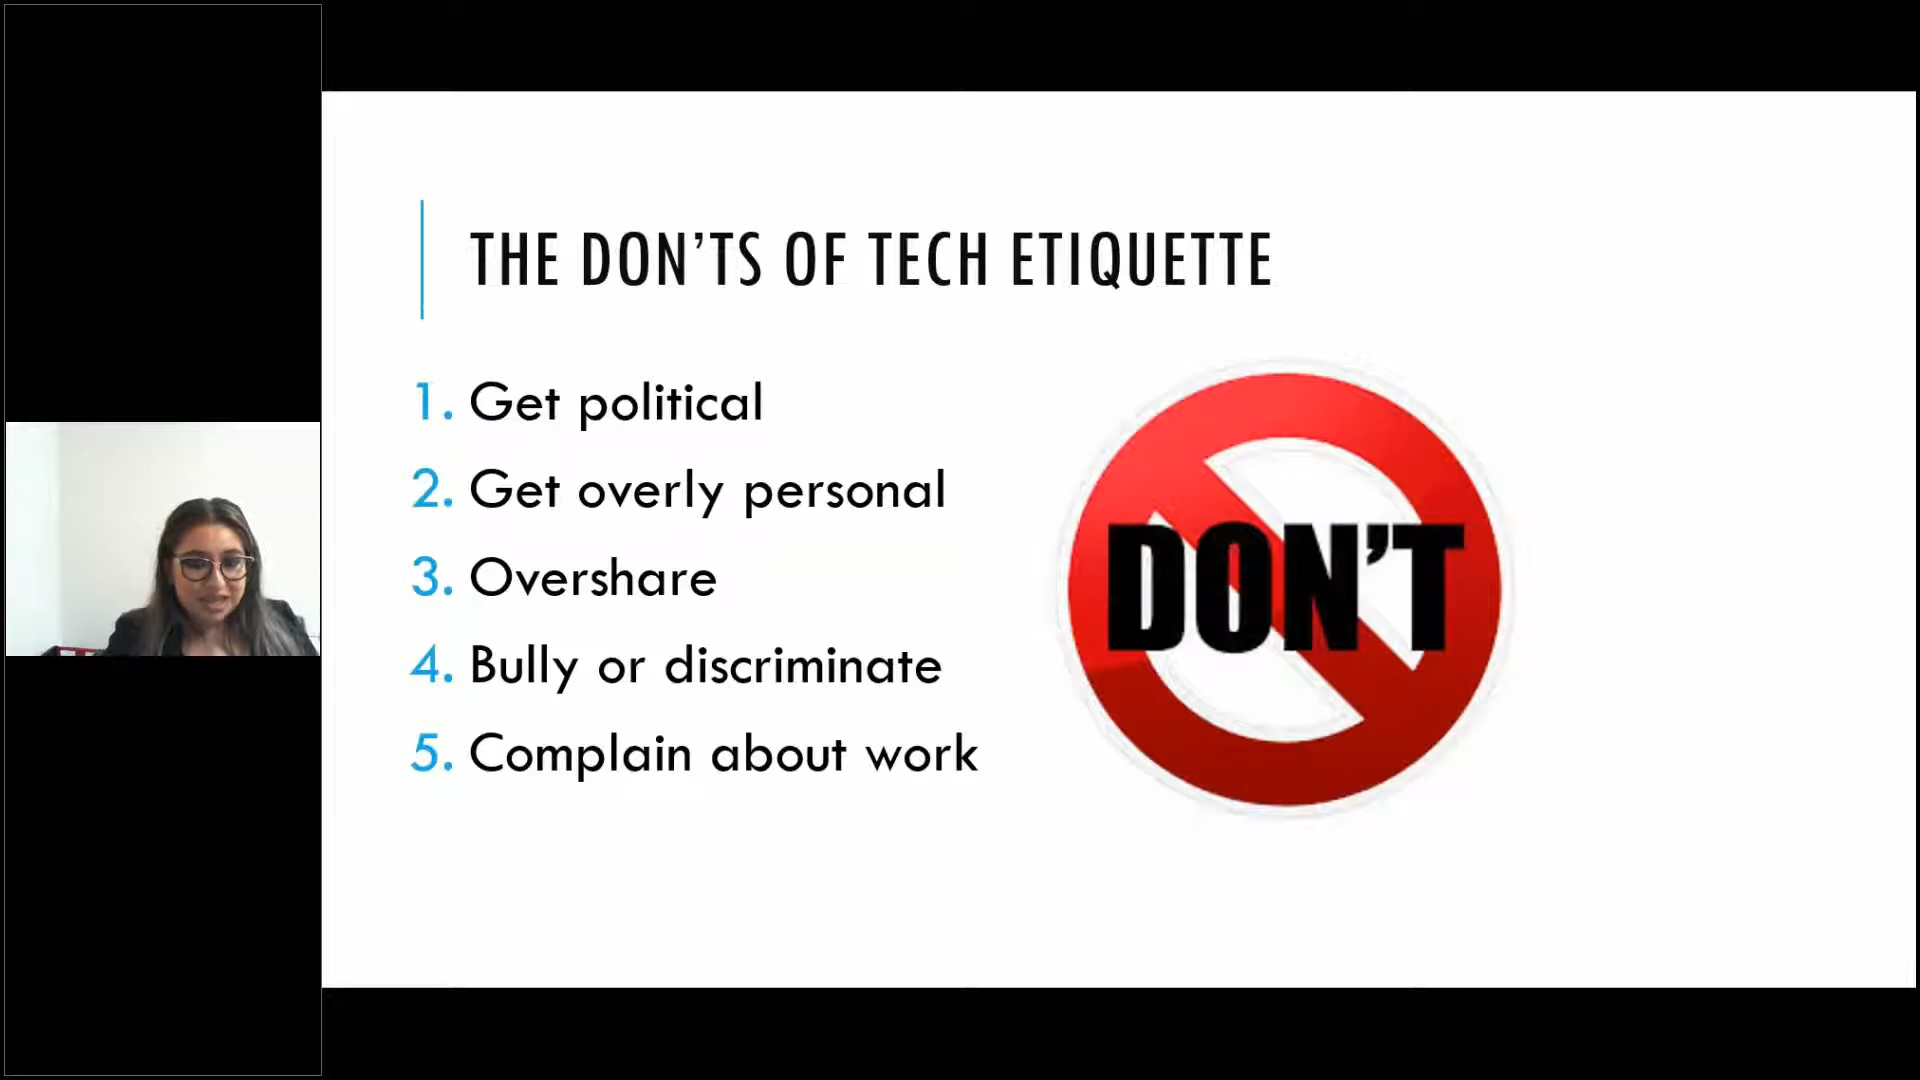 THE DON'TS OF TECH ETIQUETTE
1. Get political
2. Get overly personal
3. Overshare
4. Bully or discriminate
5. Complain about work
DON'T